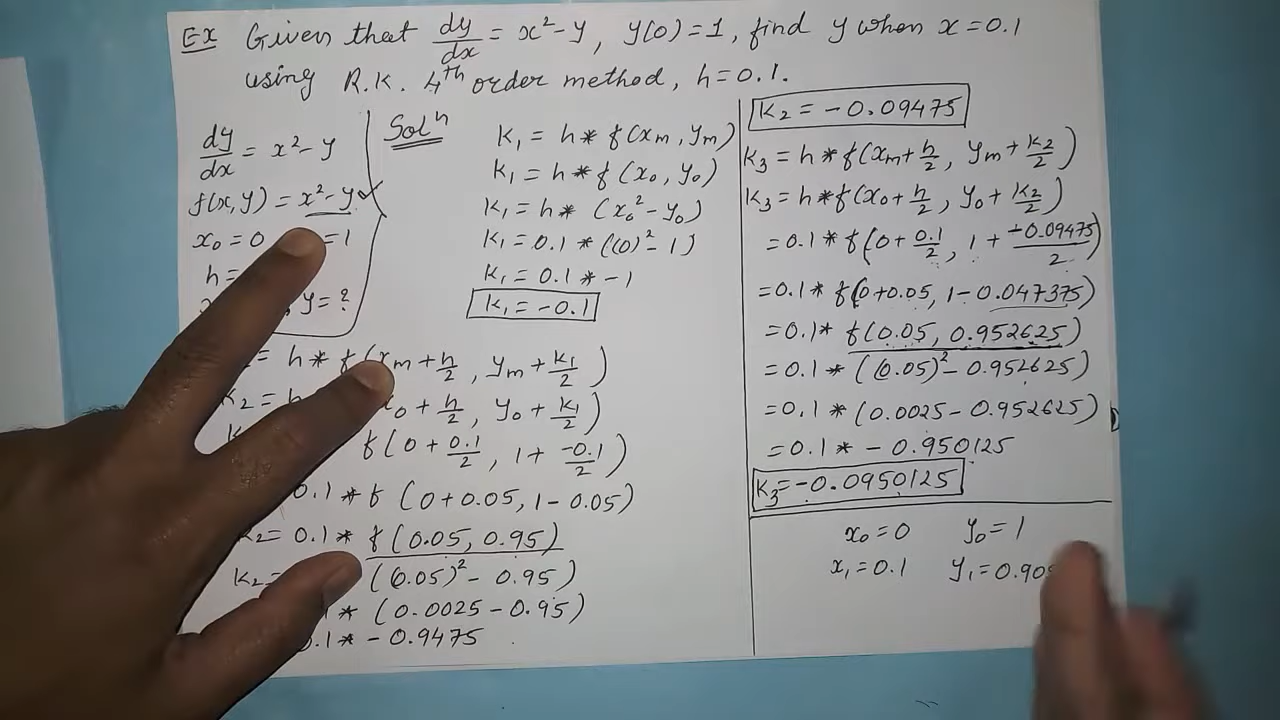 Ex Given that dy/dx = x² - y, y(0) = 1, find y when x = 0.1
using R.K. 4th order method, h = 0.1.
dy/dx = x² - y
f(x, y) = x² - y
x₀ = 0 = 1
h =
y = ?
Solⁿ
K₁ = h * f(xₘ, yₘ)
K₁ = h * f(x₀, y₀)
K₁ = h * (x₀² - y₀)
K₁ = 0.1 * ((0)² - 1)
K₁ = 0.1 * -1
K₁ = -0.1
= h * f(xₘ + h/2, yₘ + K₁/2)
K₂ = h x₀ + h/2, y₀ + K₁/2)
K f(0 + 0.1/2, 1 + -0.1/2)
0.1 * f (0 + 0.05, 1 - 0.05)
K₂ = 0.1 * f(0.05, 0.95)
K₂ = ((0.05)² - 0.95)
* (0.0025 - 0.95)
0.1 * -0.9475
K₂ = -0.09475
K₃ = h * f(xₘ + h/2, yₘ + K₂/2)
K₃ = h * f(x₀ + h/2, y₀ + K₂/2)
= 0.1 * f(0 + 0.1/2, 1 + -0.09475/2)
= 0.1 * f(0 + 0.05, 1 - 0.047375)
= 0.1 * f(0.05, 0.952625)
= 0.1 * ((0.05)² - 0.952625)
= 0.1 * (0.0025 - 0.952625)
= 0.1 * -0.950125
K₃ = -0.0950125
x₀ = 0 y₀ = 1
x₁ = 0.1 y₁ = 0.90